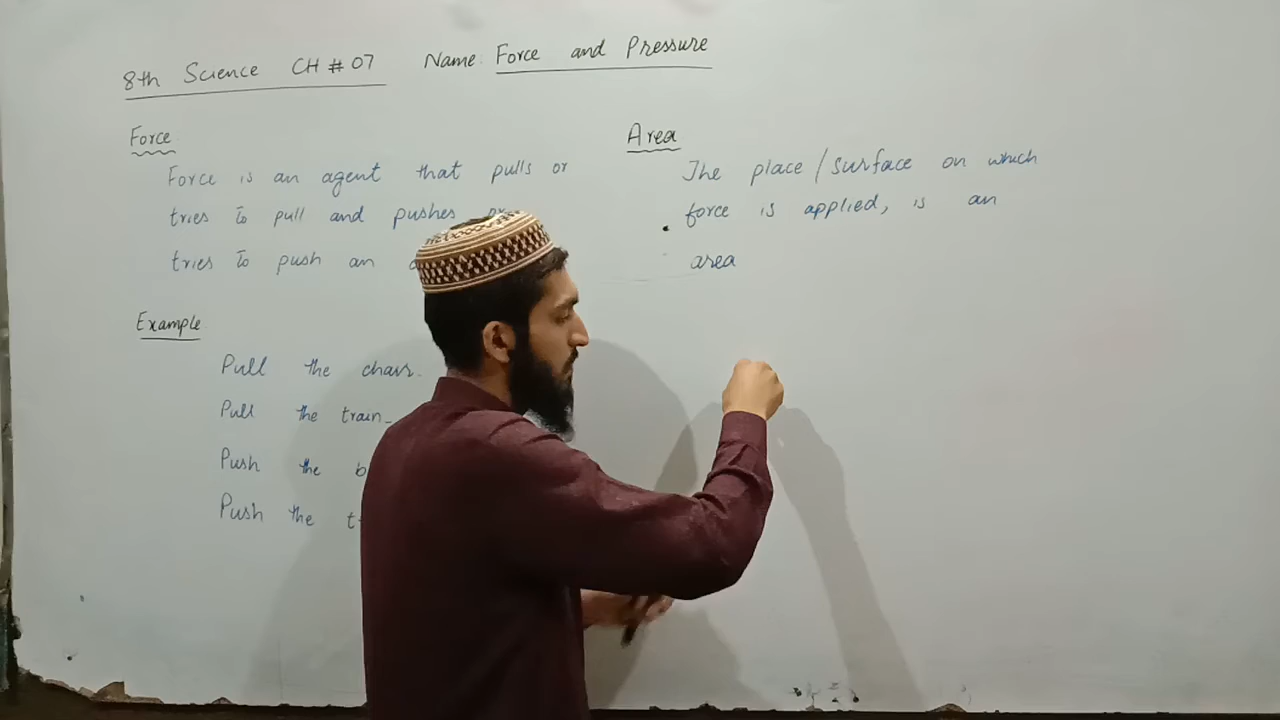 8th Science CH # 07 Name: Force and Pressure
Force
Force is an agent that pulls or
tries to pull and pushes or
tries to push an
Example
Pull the chair.
Pull the train.
Push the
Push the
Area
The place / surface on which
force is applied, is an
area